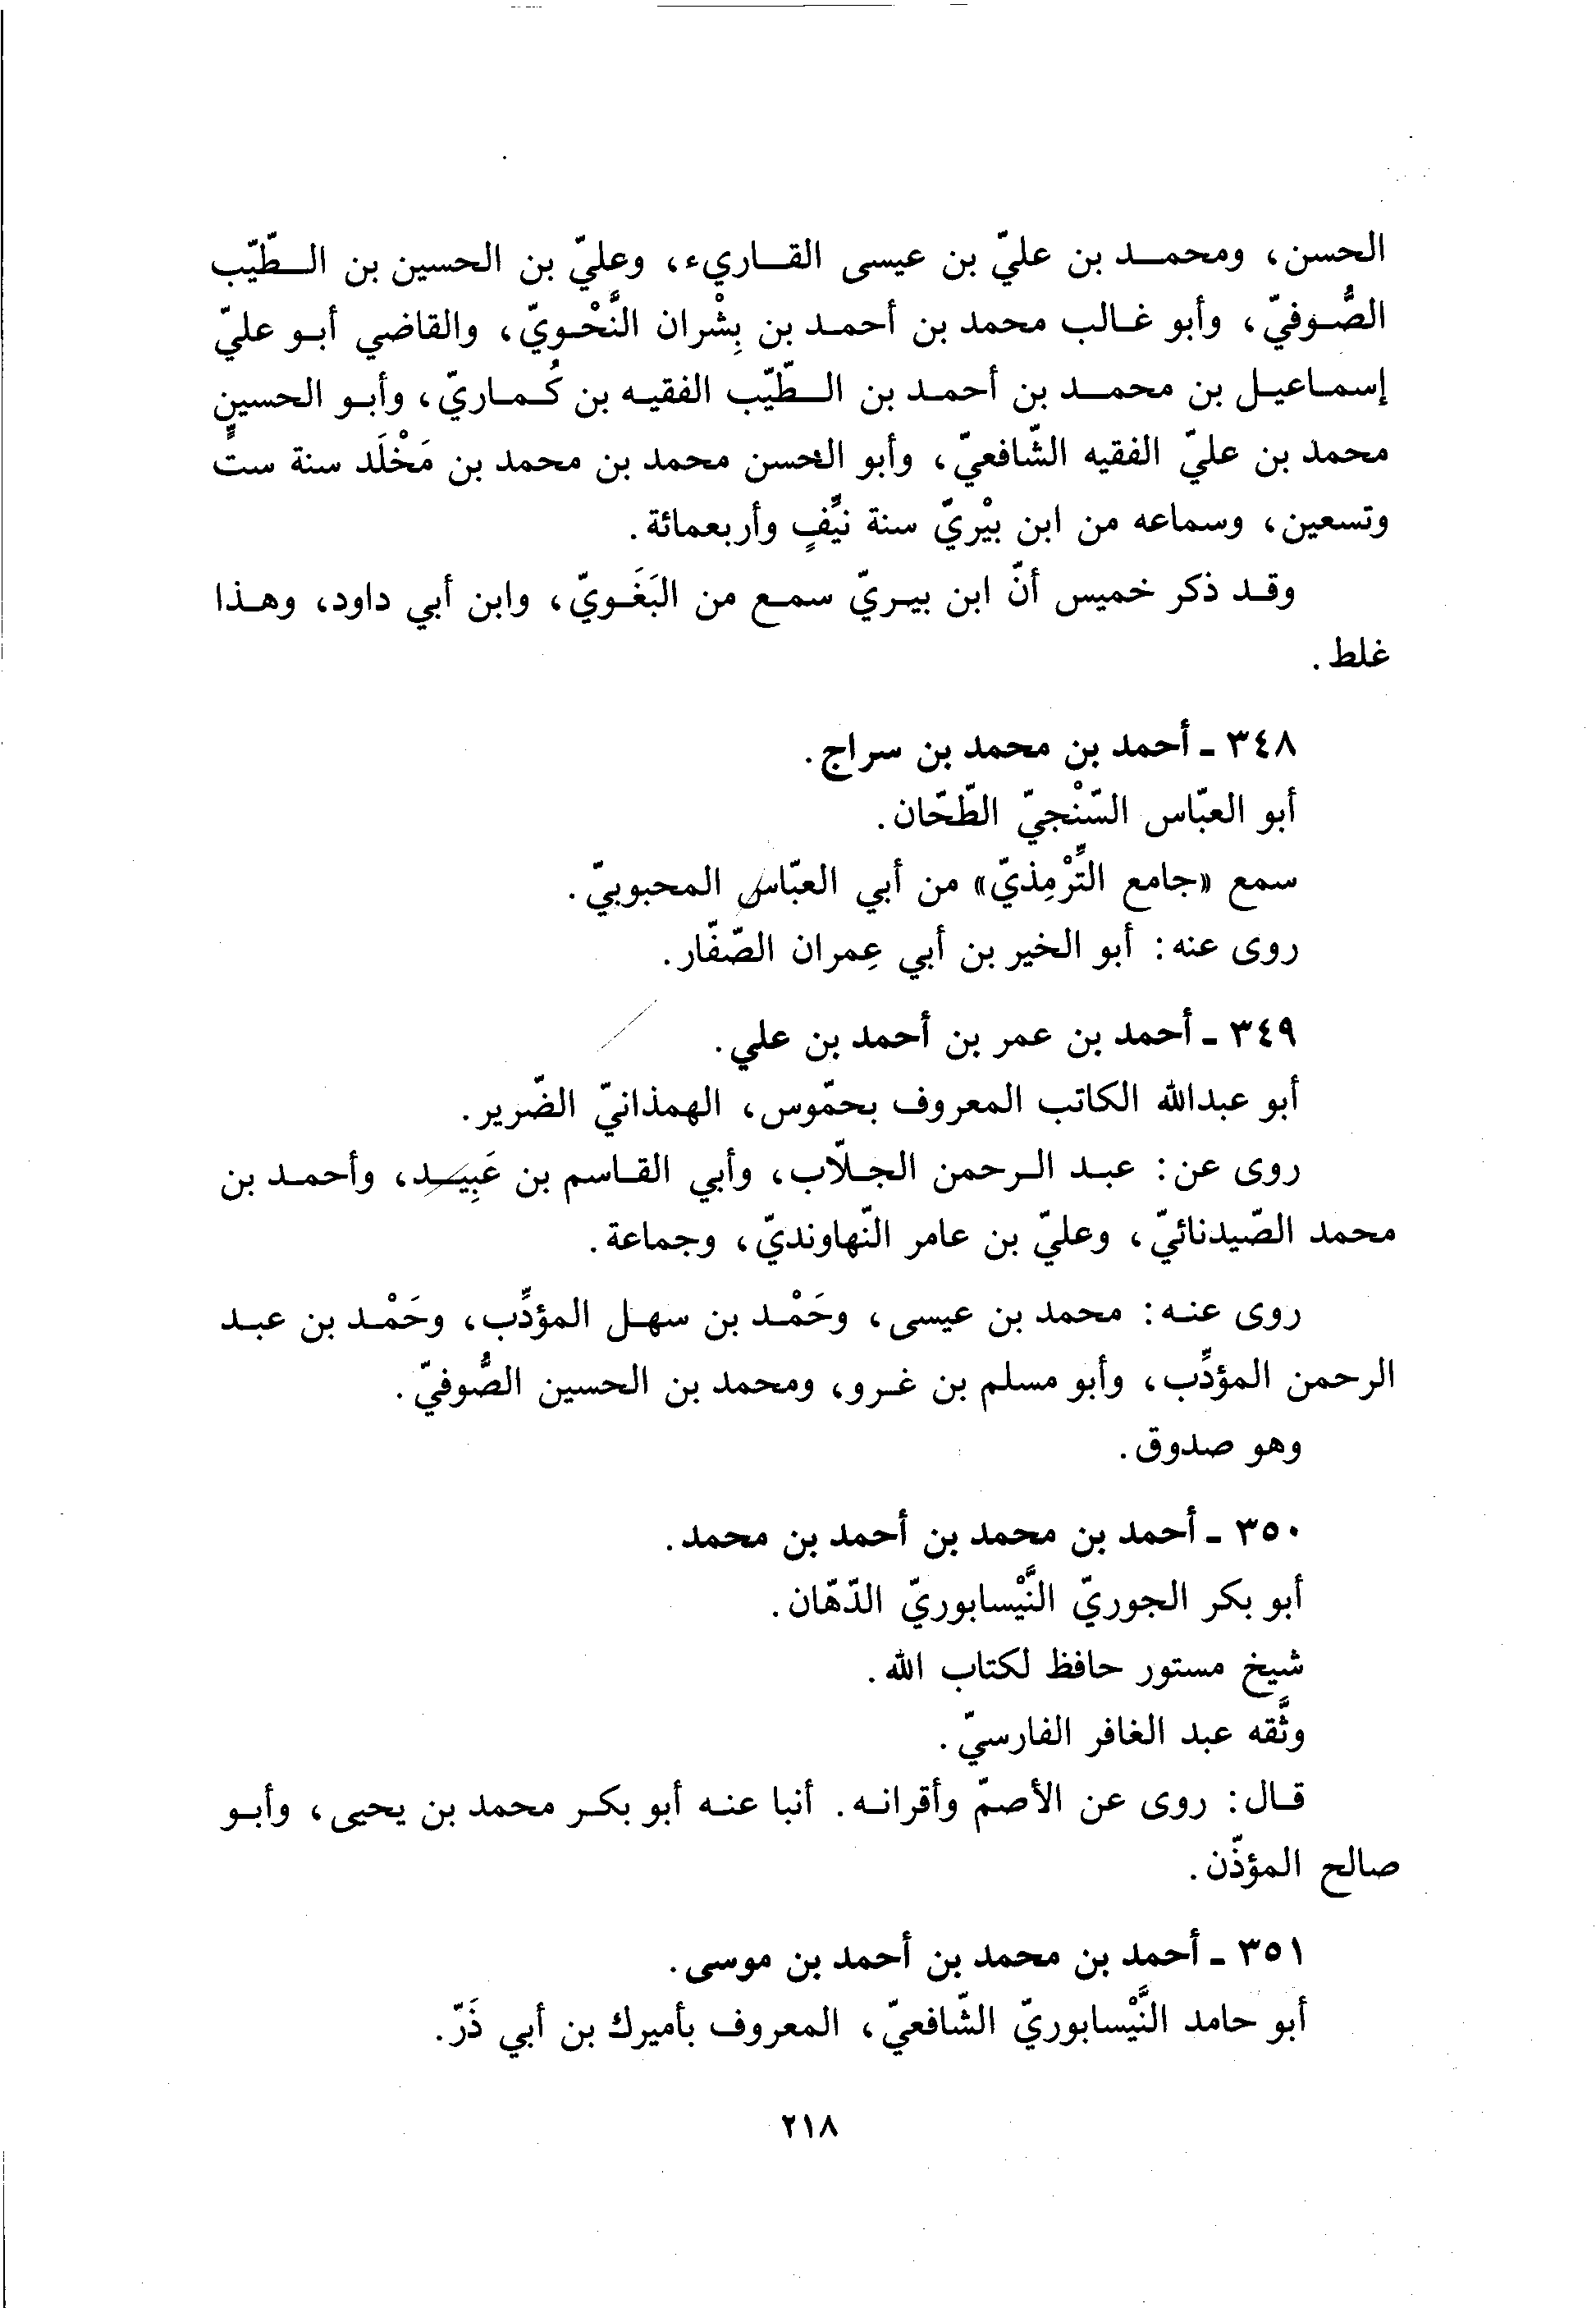 الحسن، ومحمد بن عليّ بن عيسى القاريء، وعليّ بن الحسين بن الطّيّب
الصُّوفيّ، وأبو غالب محمد بن أحمد بن بِشْران النَّحْويّ، والقاضي أبو عليّ
إسماعيل بن محمد بن أحمد بن الطّيّب الفقيه بن كُماريّ، وأبو الحسين
محمد بن عليّ الفقيه الشّافعيّ، وأبو الحسن محمد بن محمد بن مَخْلَد سنة ستٍّ
وتسعين، وسماعه من ابن بيْريّ سنة نيِّفٍ وأربعمائة.
وقد ذكر خميس أنّ ابن بيريّ سمع من البَغَويّ، وابن أبي داود، وهذا
غلط.
٣٤٨ - أحمد بن محمد بن سراج.
أبو العبّاس السّنْجيّ الطّحّان.
سمع «جامع التِّرْمِذيّ» من أبي العبّاس المحبوبيّ.
روى عنه: أبو الخير بن أبي عِمران الصّفّار.
٣٤٩ - أحمد بن عمر بن أحمد بن علي.
أبو عبدالله الكاتب المعروف بحمّوس، الهمذانيّ الضّرير.
روى عن: عبد الرحمن الجلّاب، وأبي القاسم بن عَبِيد، وأحمد بن
محمد الصّيدنائيّ، وعليّ بن عامر النّهاونديّ، وجماعة.
روى عنه: محمد بن عيسى، وحَمْد بن سهل المؤدِّب، وحَمْد بن عبد
الرحمن المؤدِّب، وأبو مسلم بن غرو، ومحمد بن الحسين الصُّوفيّ.
وهو صدوق.
٣٥٠ - أحمد بن محمد بن أحمد بن محمد.
أبو بكر الجوريّ النَّيْسابوريّ الدّهّان.
شيخ مستور حافظ لكتاب الله.
وثَّقه عبد الغافر الفارسيّ.
قال: روى عن الأصمّ وأقرانه. أنبا عنه أبو بكر محمد بن يحيى، وأبو
صالح المؤذّن.
٣٥١ - أحمد بن محمد بن أحمد بن موسى.
أبو حامد النَّيْسابوريّ الشّافعيّ، المعروف بأميرك بن أبي ذَرّ.
٢١٨